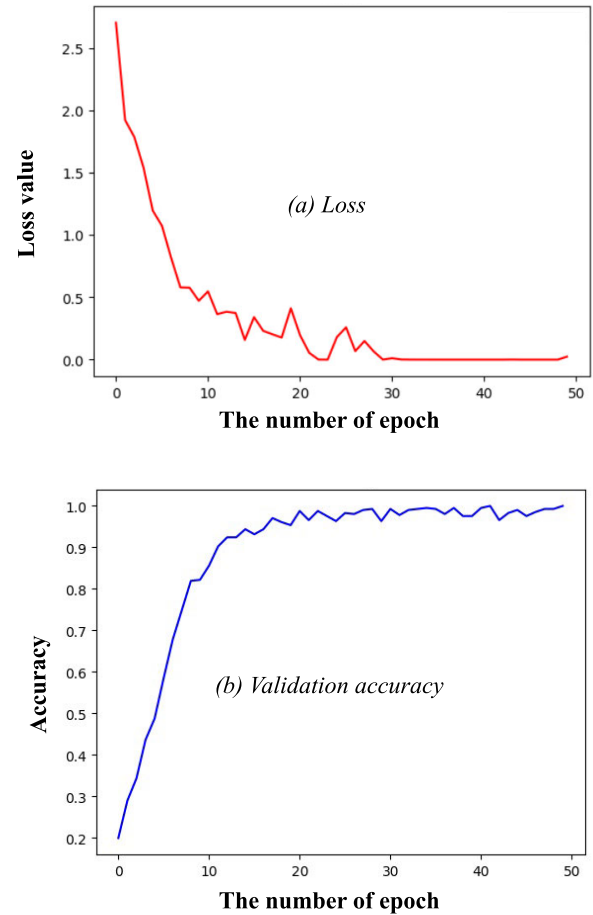 2.5
2.0
1.5
1.0
0.5
0.0
Loss value
(a) Loss
0 10 20 30 40 50
The number of epoch
1.0
0.9
0.8
0.7
0.6
0.5
0.4
0.3
0.2
Accuracy
(b) Validation accuracy
0 10 20 30 40 50
The number of epoch